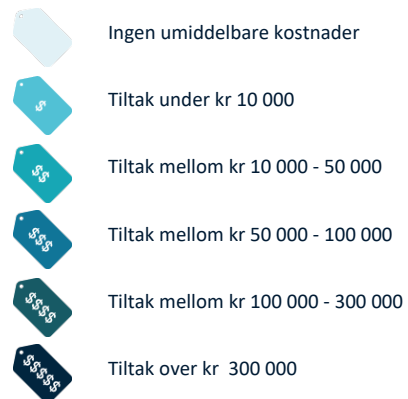 Ingen umiddelbare kostnader
$ Tiltak under kr 10 000
$$ Tiltak mellom kr 10 000 - 50 000
$$$ Tiltak mellom kr 50 000 - 100 000
$$$$ Tiltak mellom kr 100 000 - 300 000
$$$$$ Tiltak over kr  300 000